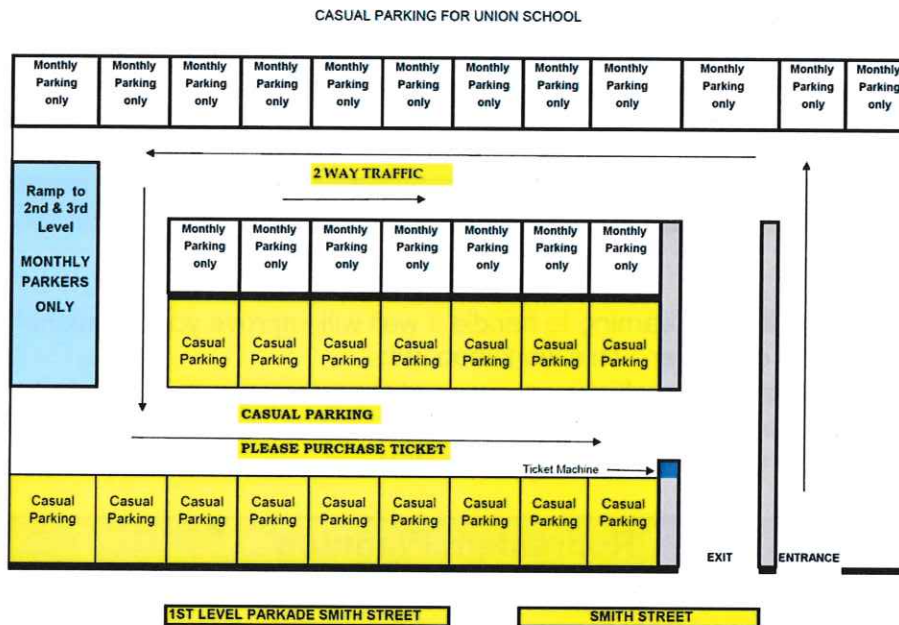 CASUAL PARKING FOR UNION SCHOOL
Monthly Parking only
Monthly Parking only
Monthly Parking only
Monthly Parking only
Monthly Parking only
Monthly Parking only
Monthly Parking only
Monthly Parking only
Monthly Parking only
Monthly Parking only
Monthly Parking only
2 WAY TRAFFIC
Ramp to
2nd & 3rd
Level
MONTHLY
PARKERS
ONLY
Monthly Parking only
Monthly Parking only
Monthly Parking only
Monthly Parking only
Monthly Parking only
Monthly Parking only
Monthly Parking only
Casual Parking
Casual Parking
Casual Parking
Casual Parking
Casual Parking
Casual Parking
Casual Parking
CASUAL PARKING
PLEASE PURCHASE TICKET
Ticket Machine
Casual Parking
Casual Parking
Casual Parking
Casual Parking
Casual Parking
Casual Parking
Casual Parking
Casual Parking
Casual Parking
EXIT
ENTRANCE
1ST LEVEL PARKADE SMITH STREET
SMITH STREET